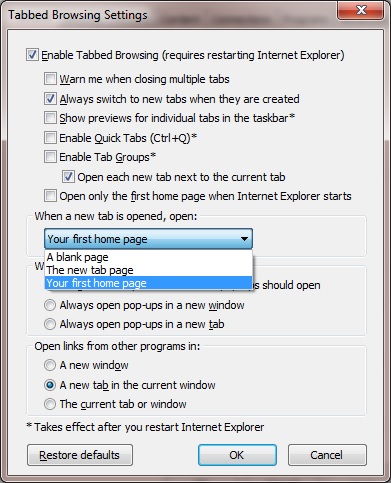 Tabbed Browsing Settings
Enable Tabbed Browsing (requires restarting Internet Explorer)
Warn me when closing multiple tabs
Always switch to new tabs when they are created
Show previews for individual tabs in the taskbar*
Enable Quick Tabs (Ctrl+Q)*
Enable Tab Groups*
Open each new tab next to the current tab
Open only the first home page when Internet Explorer starts
When a new tab is opened, open:
Your first home page
A blank page
The new tab page
Your first home page
should open
Always open pop-ups in a new window
Always open pop-ups in a new tab
Open links from other programs in:
A new window
A new tab in the current window
The current tab or window
* Takes effect after you restart Internet Explorer
Restore defaults
OK
Cancel